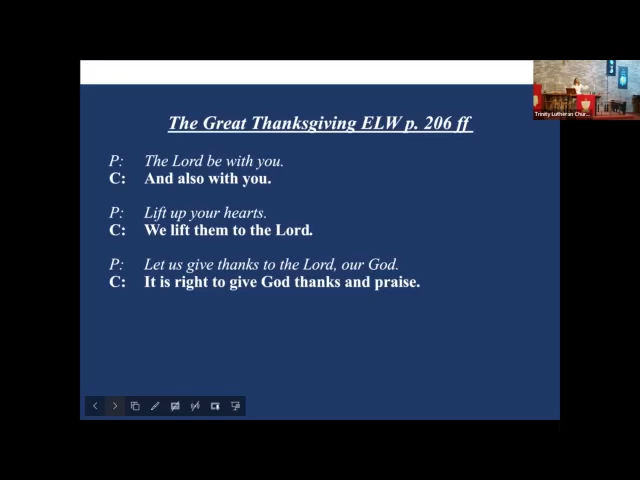 The Great Thanksgiving ELW p. 206 ff
P: The Lord be with you.
C: And also with you.
P: Lift up your hearts.
C: We lift them to the Lord.
P: Let us give thanks to the Lord, our God.
C: It is right to give God thanks and praise.
Trinity Lutheran Chur...